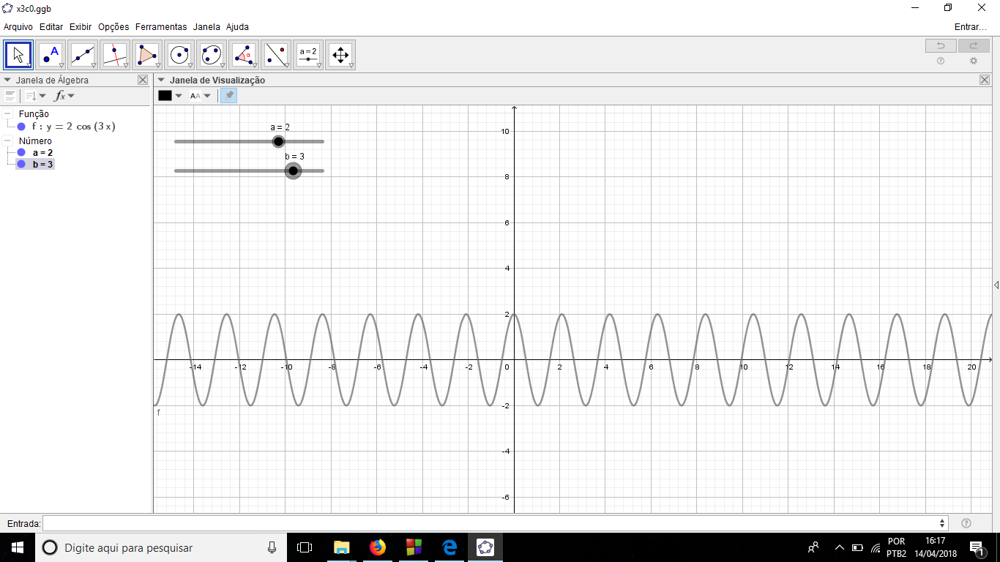 x3c0.ggb
Arquivo Editar Exibir Opções Ferramentas Janela Ajuda Entrar...
A α a = 2
Janela de Álgebra
Janela de Visualização
fx
AA
Função
f : y = 2 cos (3 x)
Número
a = 2
b = 3
a = 2
b = 3
10
8
6
4
2
-14 -12 -10 -8 -6 -4 -2 0 2 4 6 8 10 12 14 16 18 20
-2
f
-4
-6
Entrada:
Digite aqui para pesquisar
POR
PTB2
16:17
14/04/2018
1